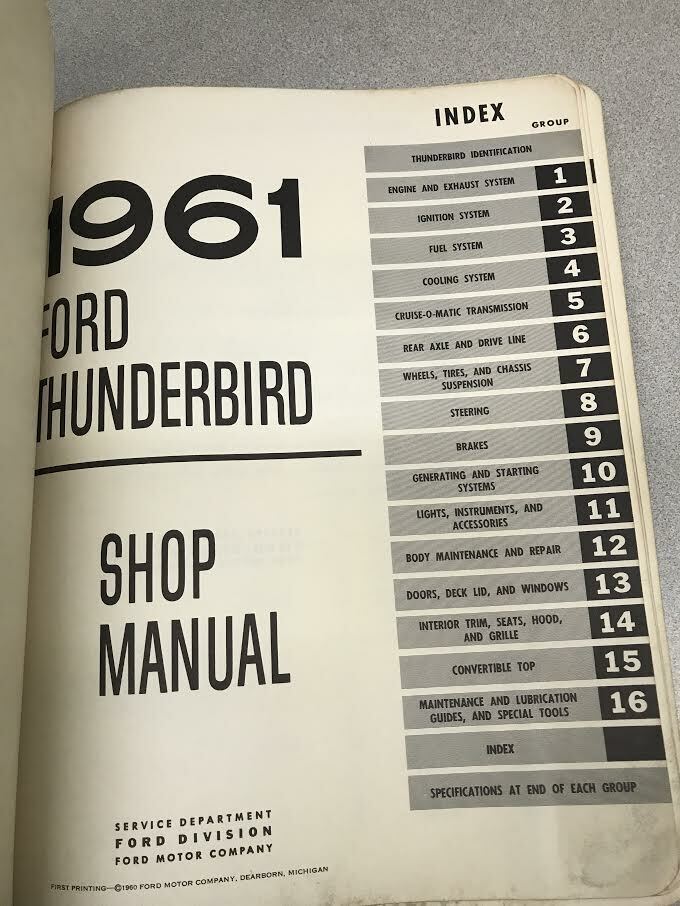 1961
FORD
THUNDERBIRD
SHOP
MANUAL
SERVICE DEPARTMENT
FORD DIVISION
FORD MOTOR COMPANY
FIRST PRINTING—©1960 FORD MOTOR COMPANY, DEARBORN, MICHIGAN
INDEX
GROUP
THUNDERBIRD IDENTIFICATION
ENGINE AND EXHAUST SYSTEM 1
IGNITION SYSTEM 2
FUEL SYSTEM 3
COOLING SYSTEM 4
CRUISE-O-MATIC TRANSMISSION 5
REAR AXLE AND DRIVE LINE 6
WHEELS, TIRES, AND CHASSIS
SUSPENSION 7
STEERING 8
BRAKES 9
GENERATING AND STARTING
SYSTEMS 10
LIGHTS, INSTRUMENTS, AND
ACCESSORIES 11
BODY MAINTENANCE AND REPAIR 12
DOORS, DECK LID, AND WINDOWS 13
INTERIOR TRIM, SEATS, HOOD,
AND GRILLE 14
CONVERTIBLE TOP 15
MAINTENANCE AND LUBRICATION
GUIDES, AND SPECIAL TOOLS 16
INDEX
SPECIFICATIONS AT END OF EACH GROUP